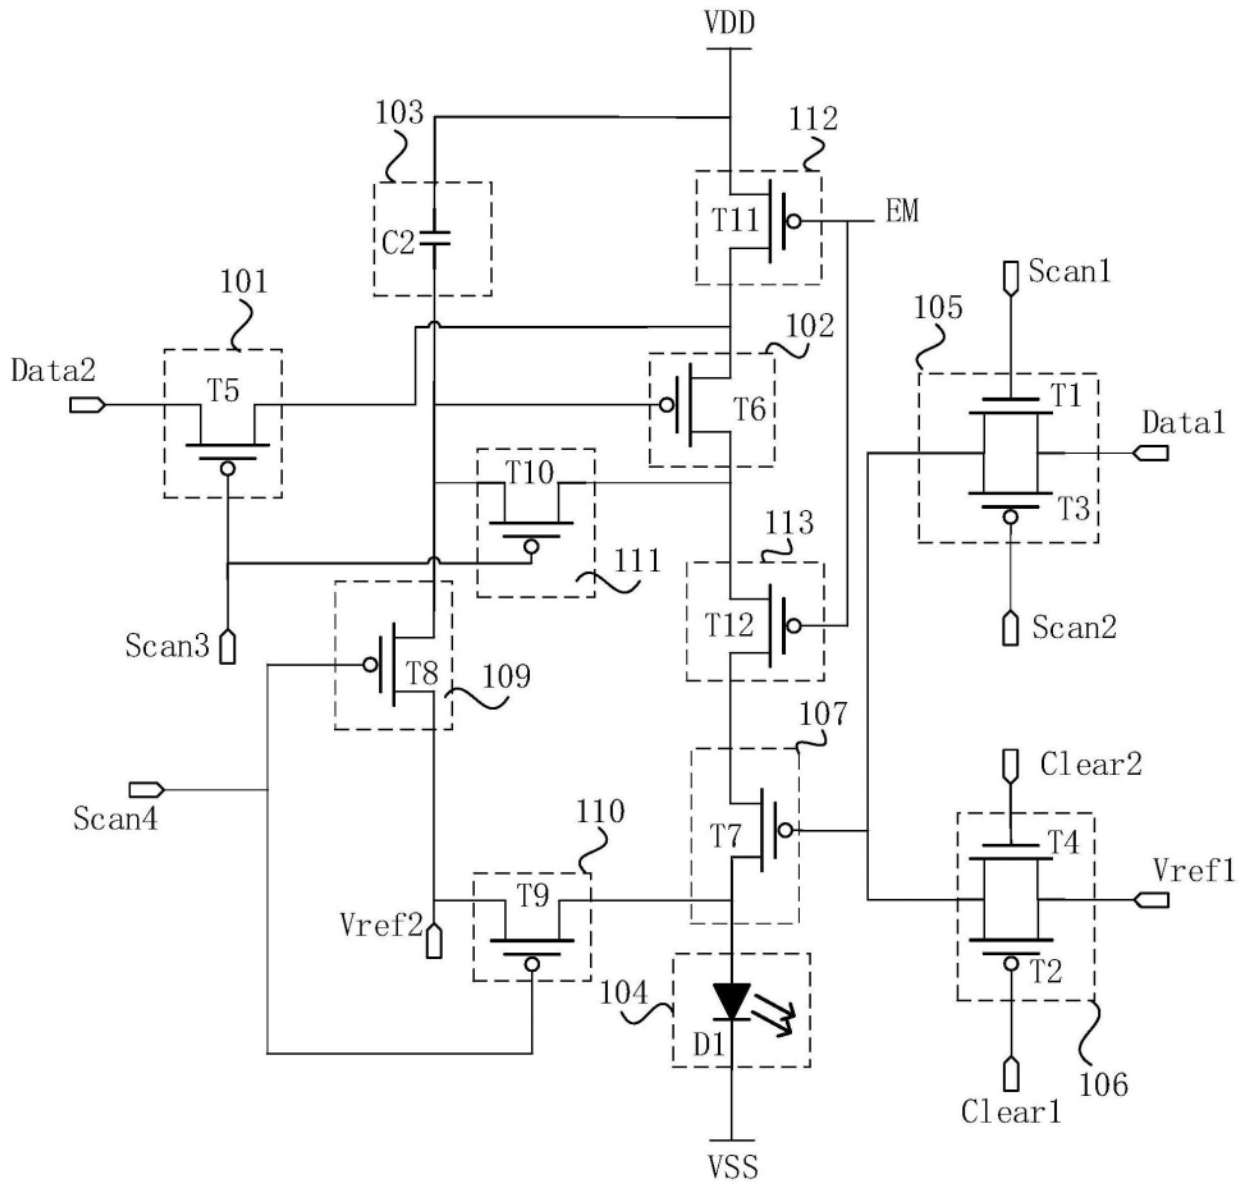 VDD
103
112
T11
EM
C2
Scan1
101
105
102
Data2
T5
T6
T1
Data1
T10
T3
113
111
T12
Scan3
Scan2
T8
109
107
Clear2
Scan4
110
T7
T4
T9
Vref1
Vref2
104
T2
D1
106
Clear1
VSS